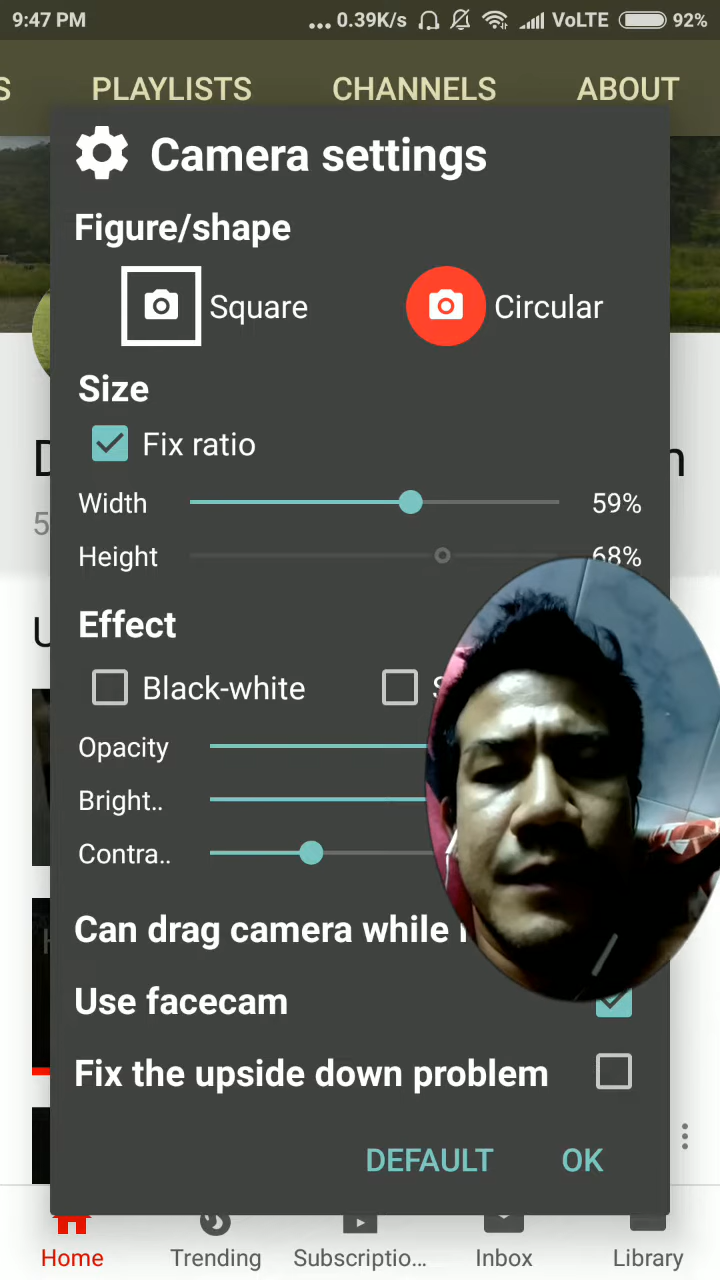 9:47 PM ... 0.39K/s VoLTE 92%
S PLAYLISTS CHANNELS ABOUT
Camera settings
Figure/shape
Square Circular
Size
Fix ratio
Width 59%
Height 68%
Effect
Black-white
Opacity
Bright..
Contra..
Can drag camera while
Use facecam
Fix the upside down problem
DEFAULT OK
Home Trending Subscriptio... Inbox Library